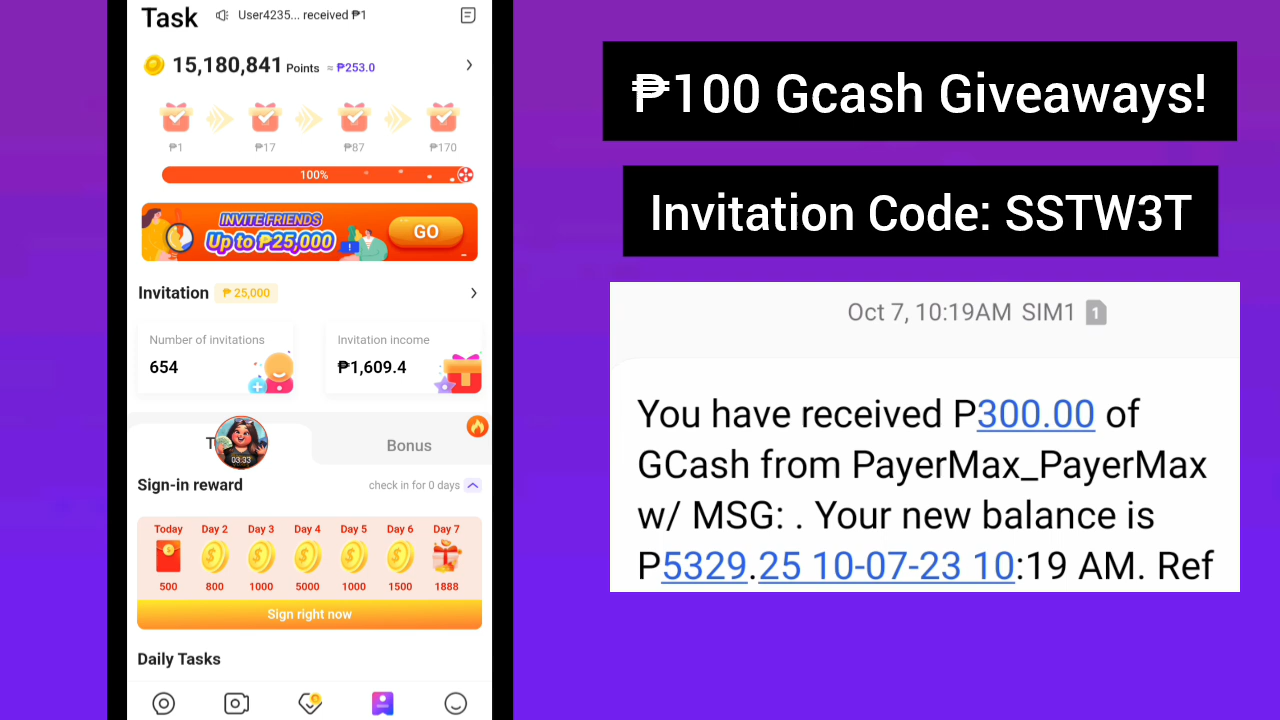 Task
User4235... received ₱1
15,180,841 Points ≈ ₱253.0
₱1 ₱17 ₱87 ₱170
100%
INVITE FRIENDS
Up to ₱25,000
GO
Invitation ₱ 25,000
Number of invitations
654
Invitation income
₱1,609.4
T
03:33
Bonus
Sign-in reward
check in for 0 days
Today Day 2 Day 3 Day 4 Day 5 Day 6 Day 7
500 800 1000 5000 1000 1500 1888
Sign right now
Daily Tasks
₱100 Gcash Giveaways!
Invitation Code: SSTW3T
Oct 7, 10:19AM SIM1 1
You have received P300.00 of
GCash from PayerMax_PayerMax
w/ MSG: . Your new balance is
P5329.25 10-07-23 10:19 AM. Ref